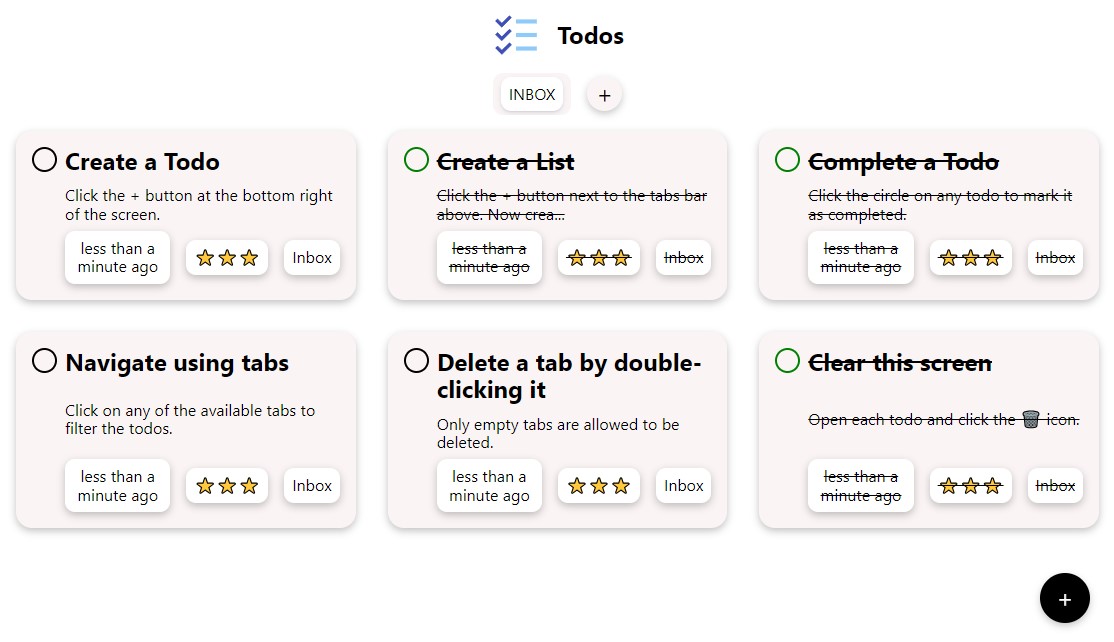 Todos
INBOX
+
Create a Todo
Click the + button at the bottom right
of the screen.
less than a
minute ago
Inbox
Create a List
Click the + button next to the tabs bar
above. Now crea...
less than a
minute ago
Inbox
Complete a Todo
Click the circle on any todo to mark it
as completed.
less than a
minute ago
Inbox
Navigate using tabs
Click on any of the available tabs to
filter the todos.
less than a
minute ago
Inbox
Delete a tab by double-
clicking it
Only empty tabs are allowed to be
deleted.
less than a
minute ago
Inbox
Clear this screen
Open each todo and click the 🗑 icon.
less than a
minute ago
Inbox
+